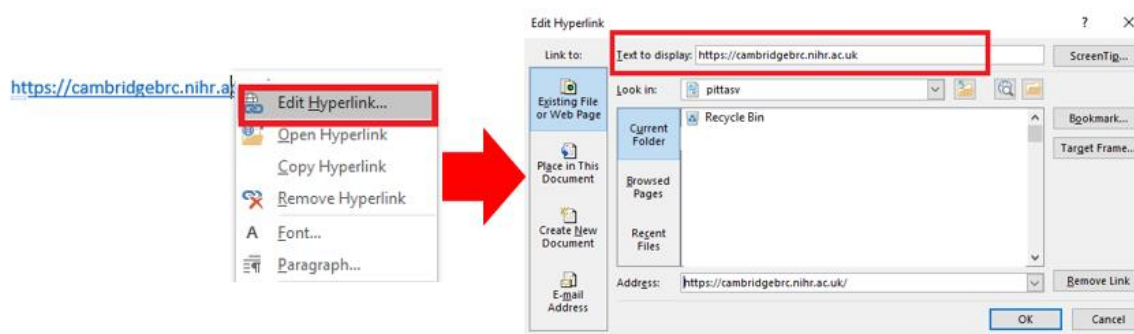 https://cambridgebrc.nihr.a
Edit Hyperlink...
Open Hyperlink
Copy Hyperlink
Remove Hyperlink
A Font...
Paragraph...
Edit Hyperlink ? X
Link to:
Text to display: https://cambridgebrc.nihr.ac.uk
ScreenTip...
Existing File
or Web Page
Place in This
Document
Create New
Document
E-mail
Address
Look in: pittasv
Current
Folder
Browsed
Pages
Recent
Files
Recycle Bin
Bookmark...
Target Frame...
Address: https://cambridgebrc.nihr.ac.uk/
Remove Link
OK Cancel